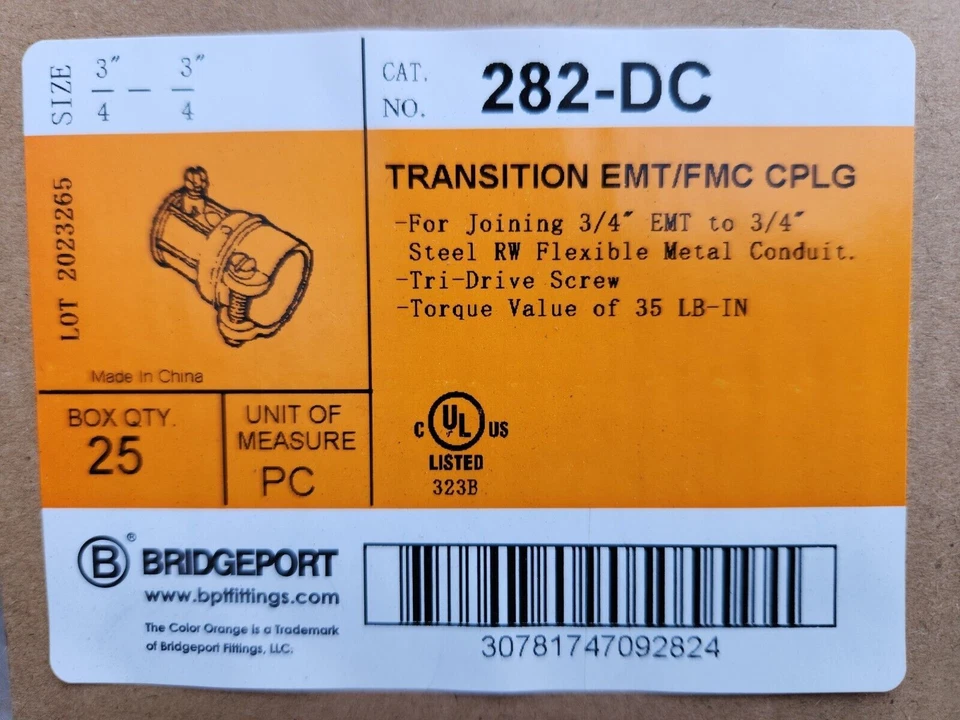 SIZE 3″/4 — 3″/4
CAT.
NO. 282-DC
LOT 2023265
Made In China
TRANSITION EMT/FMC CPLG
-For Joining 3/4″ EMT to 3/4″
Steel RW Flexible Metal Conduit.
-Tri-Drive Screw
-Torque Value of 35 LB-IN
BOX QTY.
25
UNIT OF
MEASURE
PC
C UL US
LISTED
323B
B® BRIDGEPORT
www.bptfittings.com
The Color Orange is a Trademark
of Bridgeport Fittings, LLC.
30781747092824